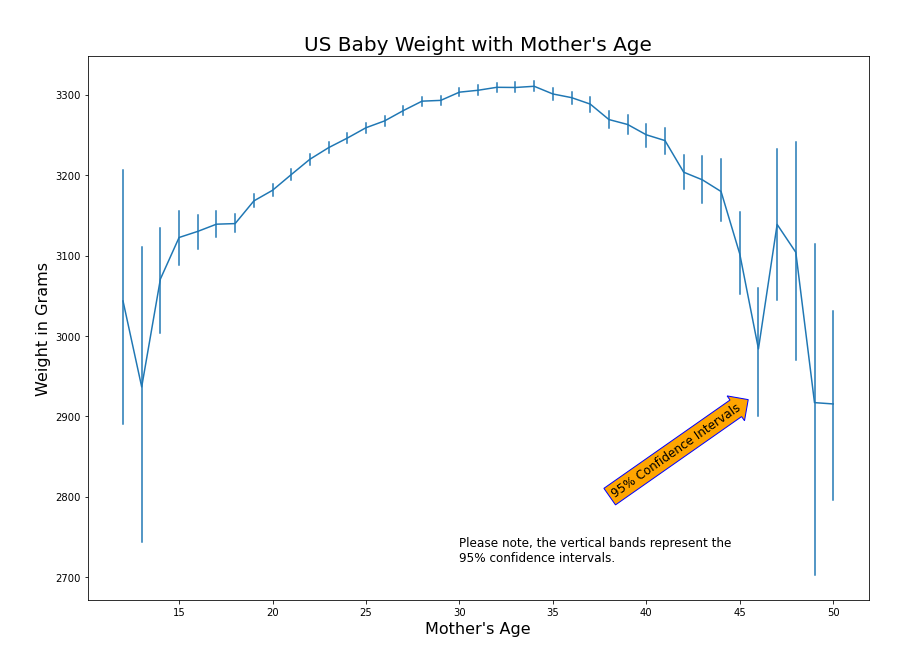 US Baby Weight with Mother's Age
Weight in Grams
3300
3200
3100
3000
2900
2800
2700
95% Confidence Intervals
Please note, the vertical bands represent the
95% confidence intervals.
15 20 25 30 35 40 45 50
Mother's Age